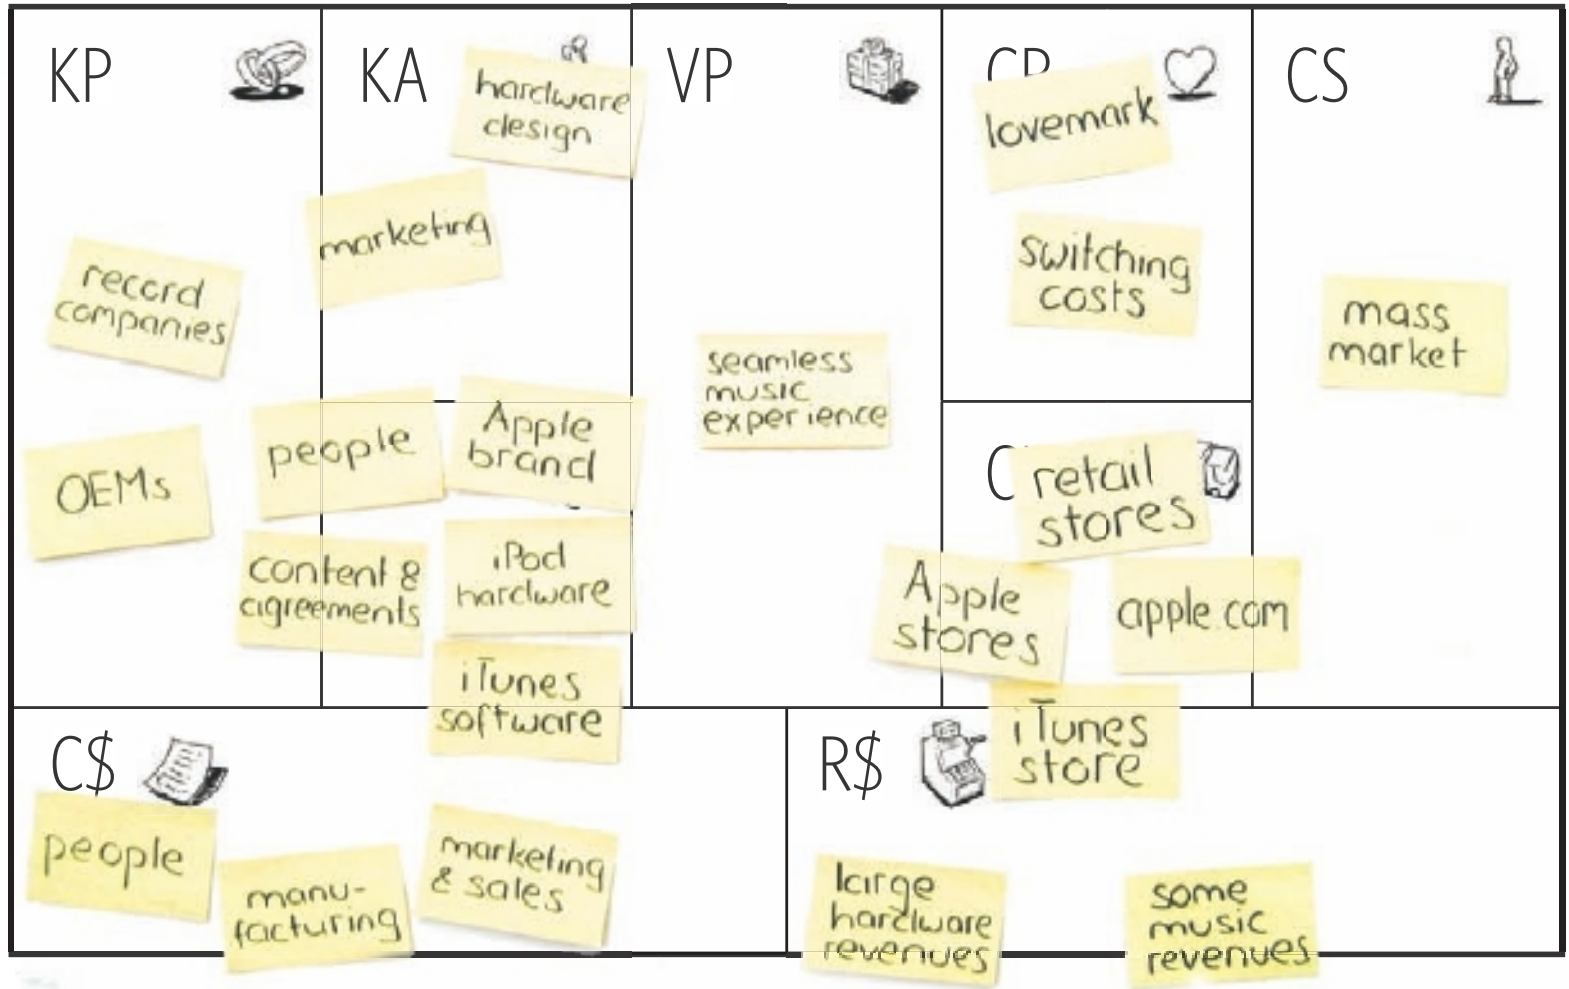 KP
record
companies
OEMs
KA
hardware
design
marketing
people
Apple
brand
content &
agreements
iPod
hardware
iTunes
software
VP
seamless
music
experience
CR
lovemark
switching
costs
C
retail
stores
Apple
stores
apple.com
iTunes
store
CS
mass
market
C$
people
manu-
facturing
marketing
& sales
R$
large
hardware
revenues
some
music
revenues